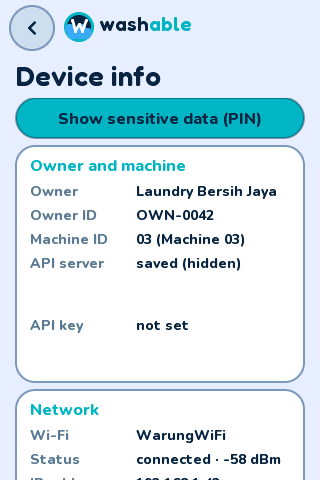 washable
Device info
Show sensitive data (PIN)
Owner and machine
Owner Laundry Bersih Jaya
Owner ID OWN-0042
Machine ID 03 (Machine 03)
API server saved (hidden)
API key not set
Network
Wi-Fi WarungWiFi
Status connected · -58 dBm